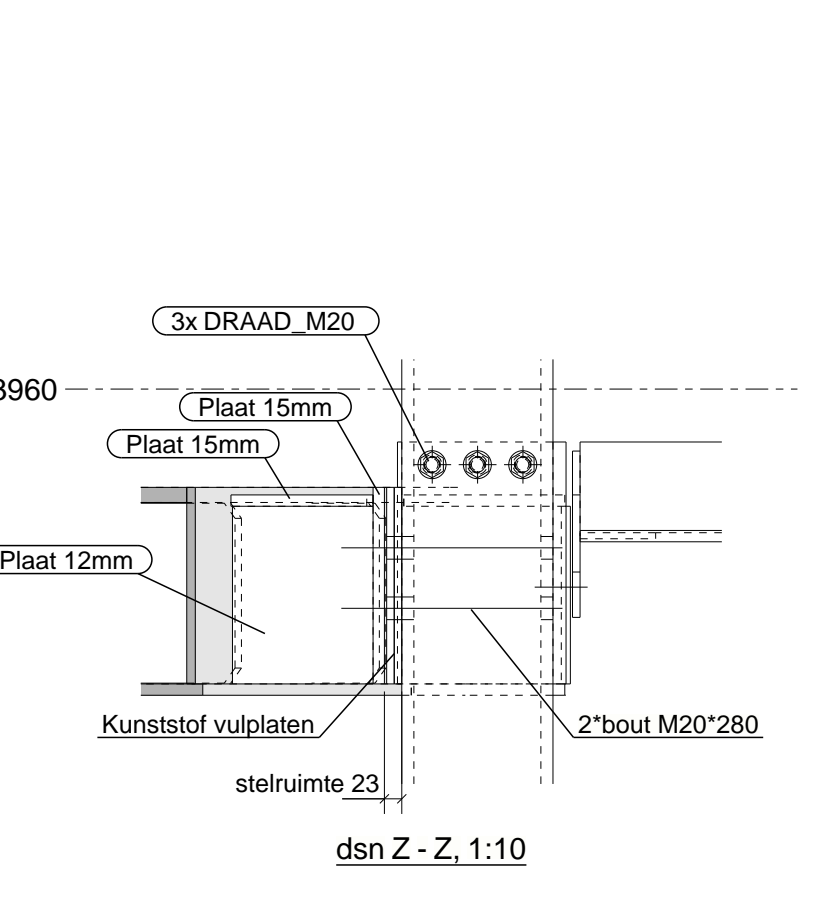 3x DRAAD_M20
3960
Plaat 15mm
Plaat 15mm
Plaat 12mm
Kunststof vulplaten
2*bout M20*280
stelruimte 23
dsn Z - Z, 1:10